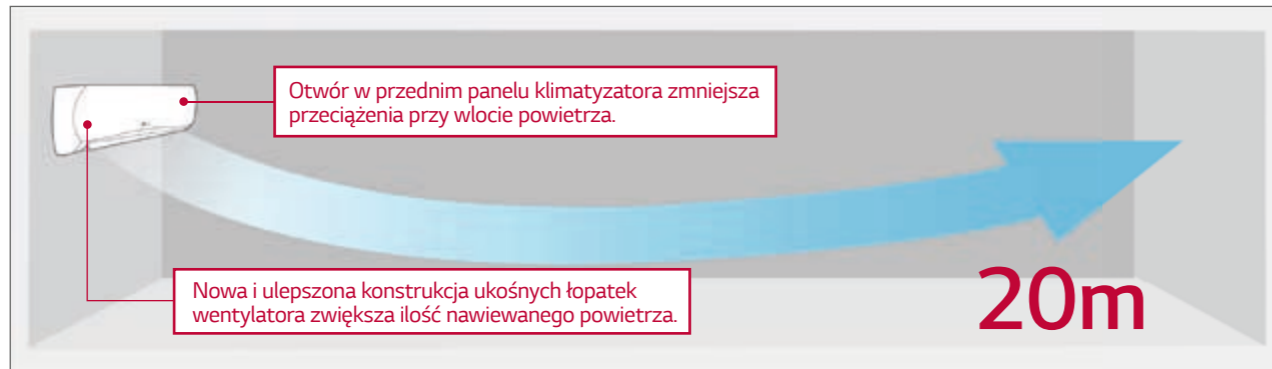 Otwór w przednim panelu klimatyzatora zmniejsza
przeciążenia przy wlocie powietrza.
Nowa i ulepszona konstrukcja ukośnych łopatek
wentylatora zwiększa ilość nawiewanego powietrza.
20m